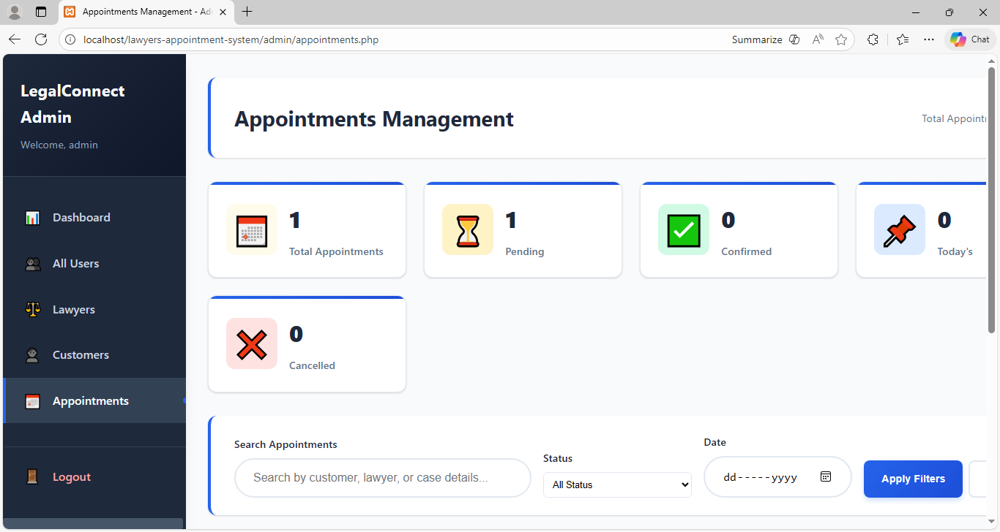 Appointments Management - Ad
localhost/lawyers-appointment-system/admin/appointments.php
Summarize
Chat
LegalConnect
Admin
Welcome, admin
Dashboard
All Users
Lawyers
Customers
Appointments
Logout
Appointments Management
Total
1
Total Appointments
1
Pending
0
Confirmed
0
Today's
0
Cancelled
Search Appointments
Search by customer, lawyer, or case details...
Status
All Status
Date
dd-----yyyy
Apply Filters